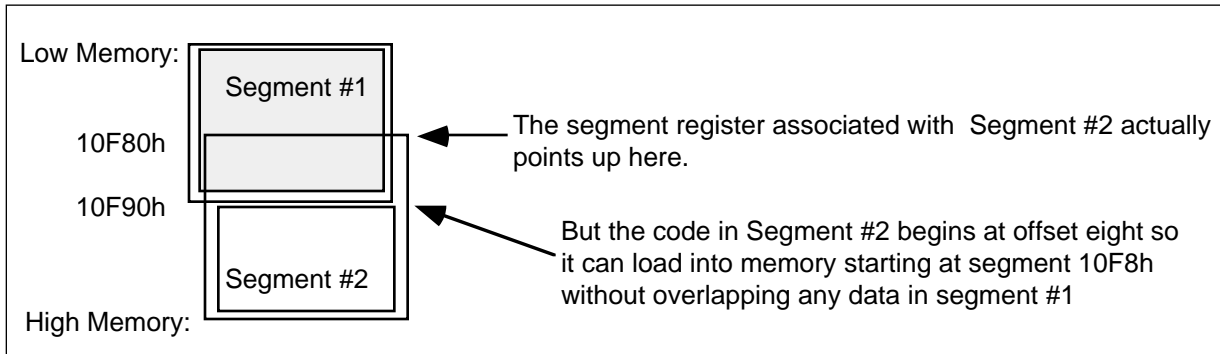 Low Memory:
Segment #1
10F80h
The segment register associated with Segment #2 actually
points up here.
10F90h
But the code in Segment #2 begins at offset eight so
it can load into memory starting at segment 10F8h
without overlapping any data in segment #1
Segment #2
High Memory: